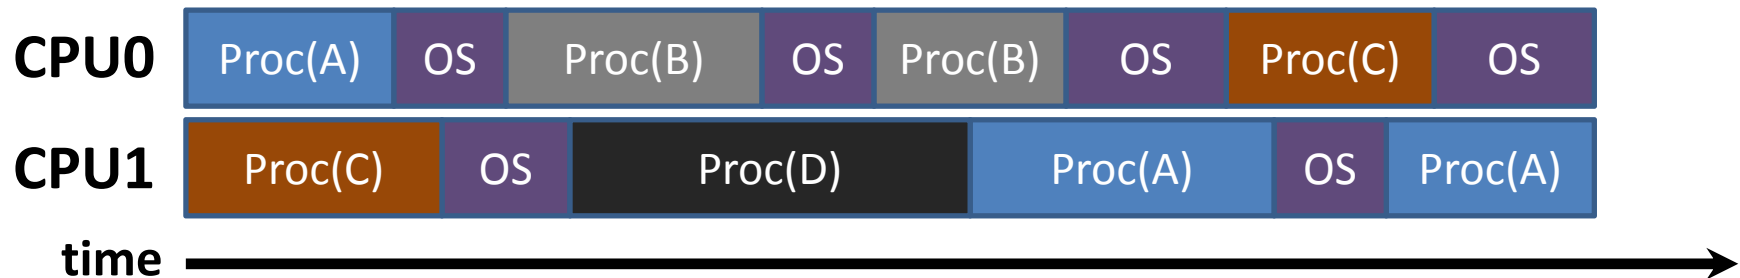 CPU0 Proc(A) OS Proc(B) OS Proc(B) OS Proc(C) OS
CPU1 Proc(C) OS Proc(D) Proc(A) OS Proc(A)
time